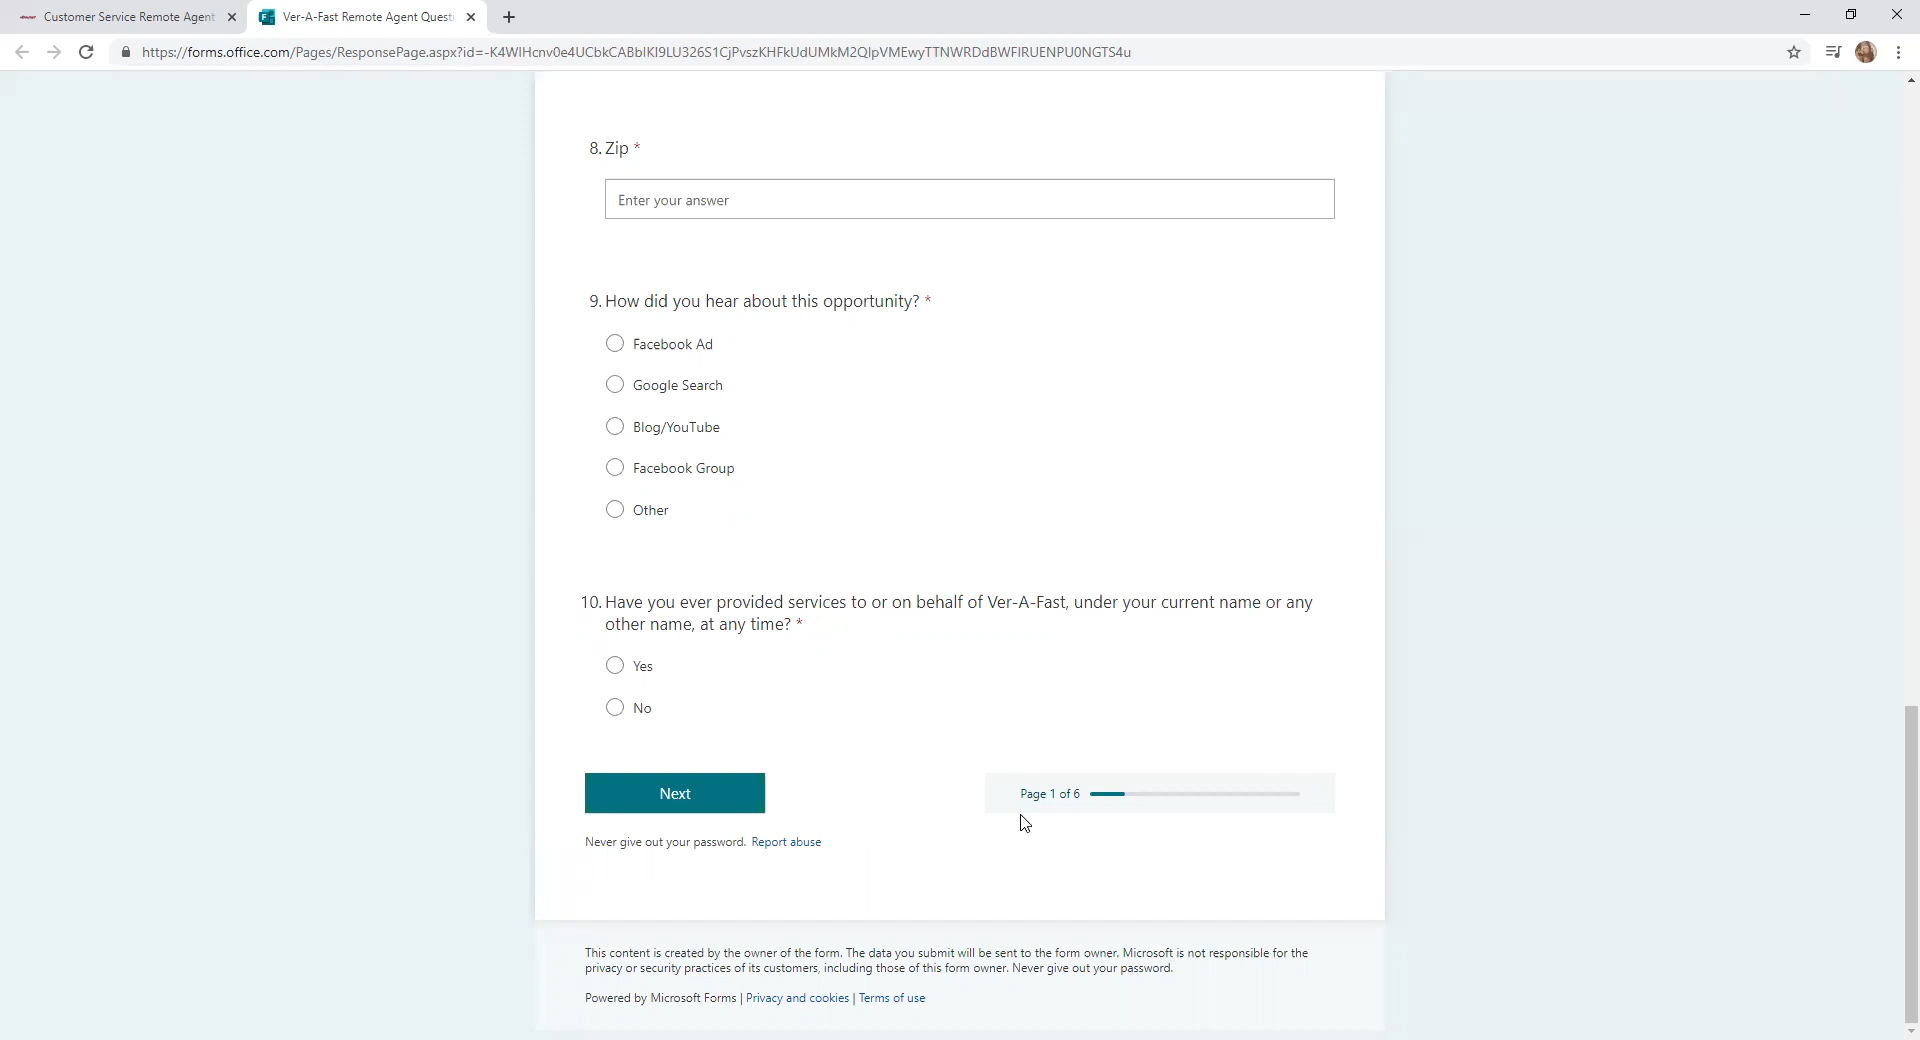 Customer Service Remote Agent
Ver-A-Fast Remote Agent Questi
https://forms.office.com/Pages/ResponsePage.aspx?id=-K4WIHcnv0e4UCbkCABbIKI9LU326S1CjPvszKHFkUdUMkM2QlpVMEwyTTNWRDdBWFlRUENPU0NGTS4u
8. Zip *
Enter your answer
9. How did you hear about this opportunity? *
Facebook Ad
Google Search
Blog/YouTube
Facebook Group
Other
10. Have you ever provided services to or on behalf of Ver-A-Fast, under your current name or any
other name, at any time? *
Yes
No
Next
Page 1 of 6
Never give out your password. Report abuse
This content is created by the owner of the form. The data you submit will be sent to the form owner. Microsoft is not responsible for the
privacy or security practices of its customers, including those of this form owner. Never give out your password.
Powered by Microsoft Forms | Privacy and cookies | Terms of use